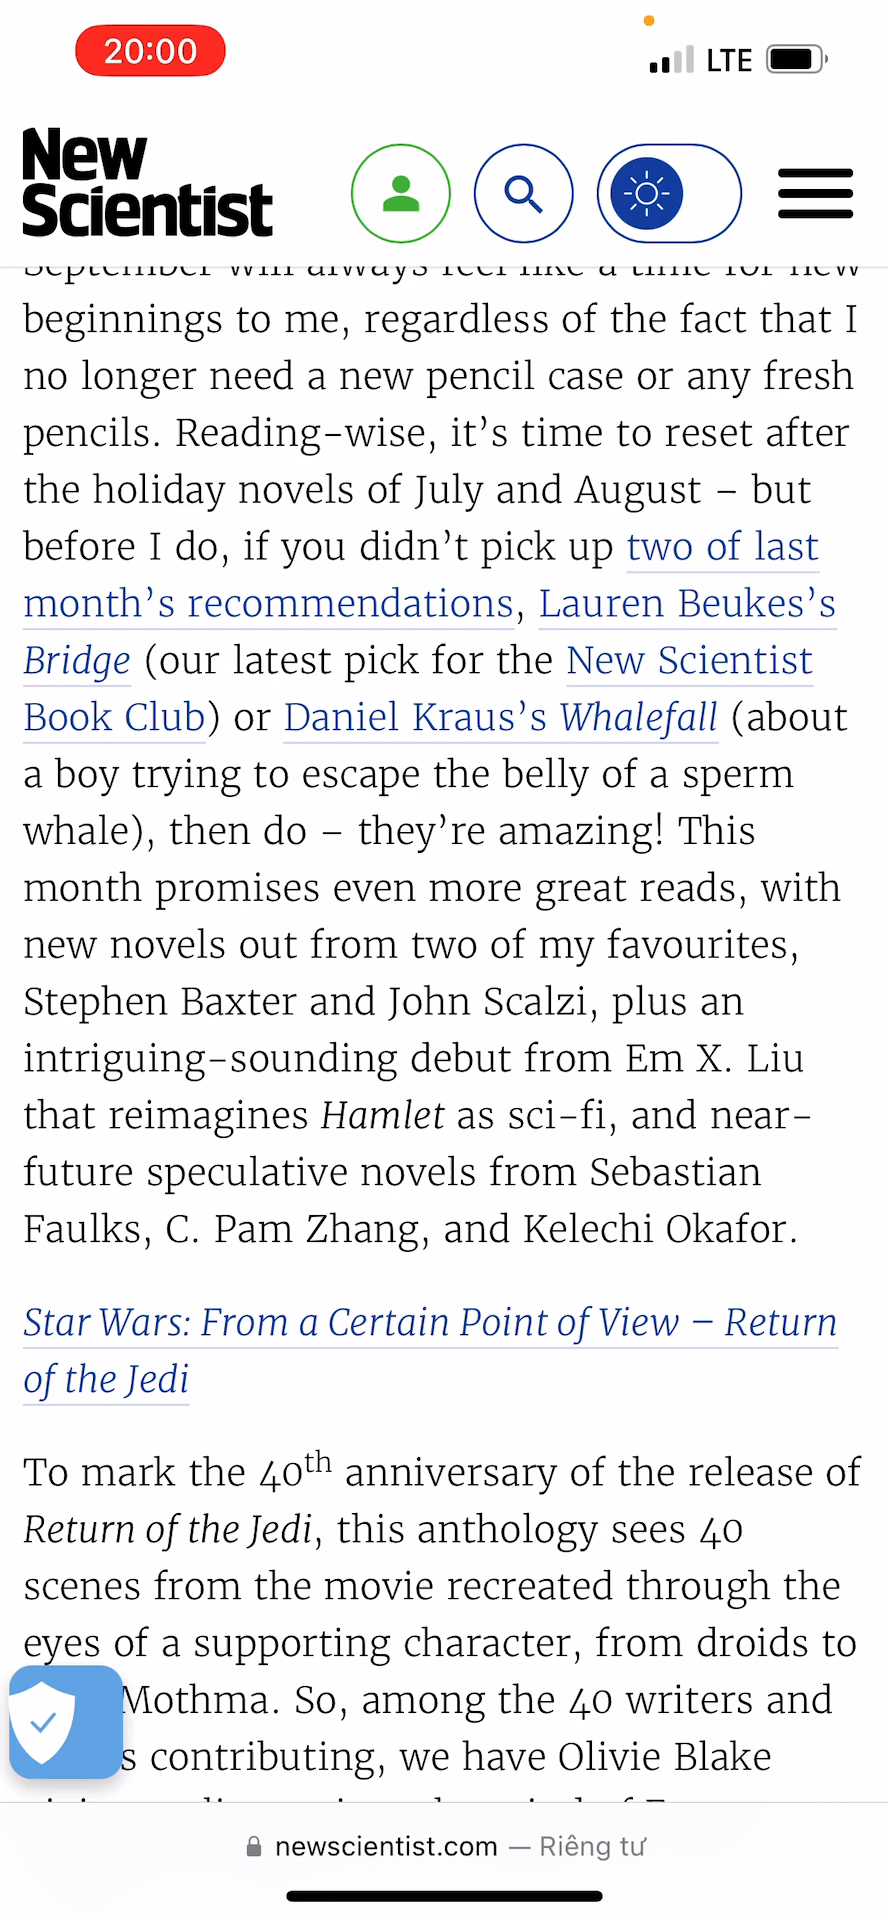 20:00
LTE
New
Scientist
September will always feel like a time for new
beginnings to me, regardless of the fact that I
no longer need a new pencil case or any fresh
pencils. Reading-wise, it’s time to reset after
the holiday novels of July and August – but
before I do, if you didn’t pick up two of last
month’s recommendations, Lauren Beukes’s
Bridge (our latest pick for the New Scientist
Book Club) or Daniel Kraus’s Whalefall (about
a boy trying to escape the belly of a sperm
whale), then do – they’re amazing! This
month promises even more great reads, with
new novels out from two of my favourites,
Stephen Baxter and John Scalzi, plus an
intriguing-sounding debut from Em X. Liu
that reimagines Hamlet as sci-fi, and near-
future speculative novels from Sebastian
Faulks, C. Pam Zhang, and Kelechi Okafor.
Star Wars: From a Certain Point of View – Return
of the Jedi
To mark the 40th anniversary of the release of
Return of the Jedi, this anthology sees 40
scenes from the movie recreated through the
eyes of a supporting character, from droids to
Mothma. So, among the 40 writers and
contributing, we have Olivie Blake
newscientist.com — Riêng tư